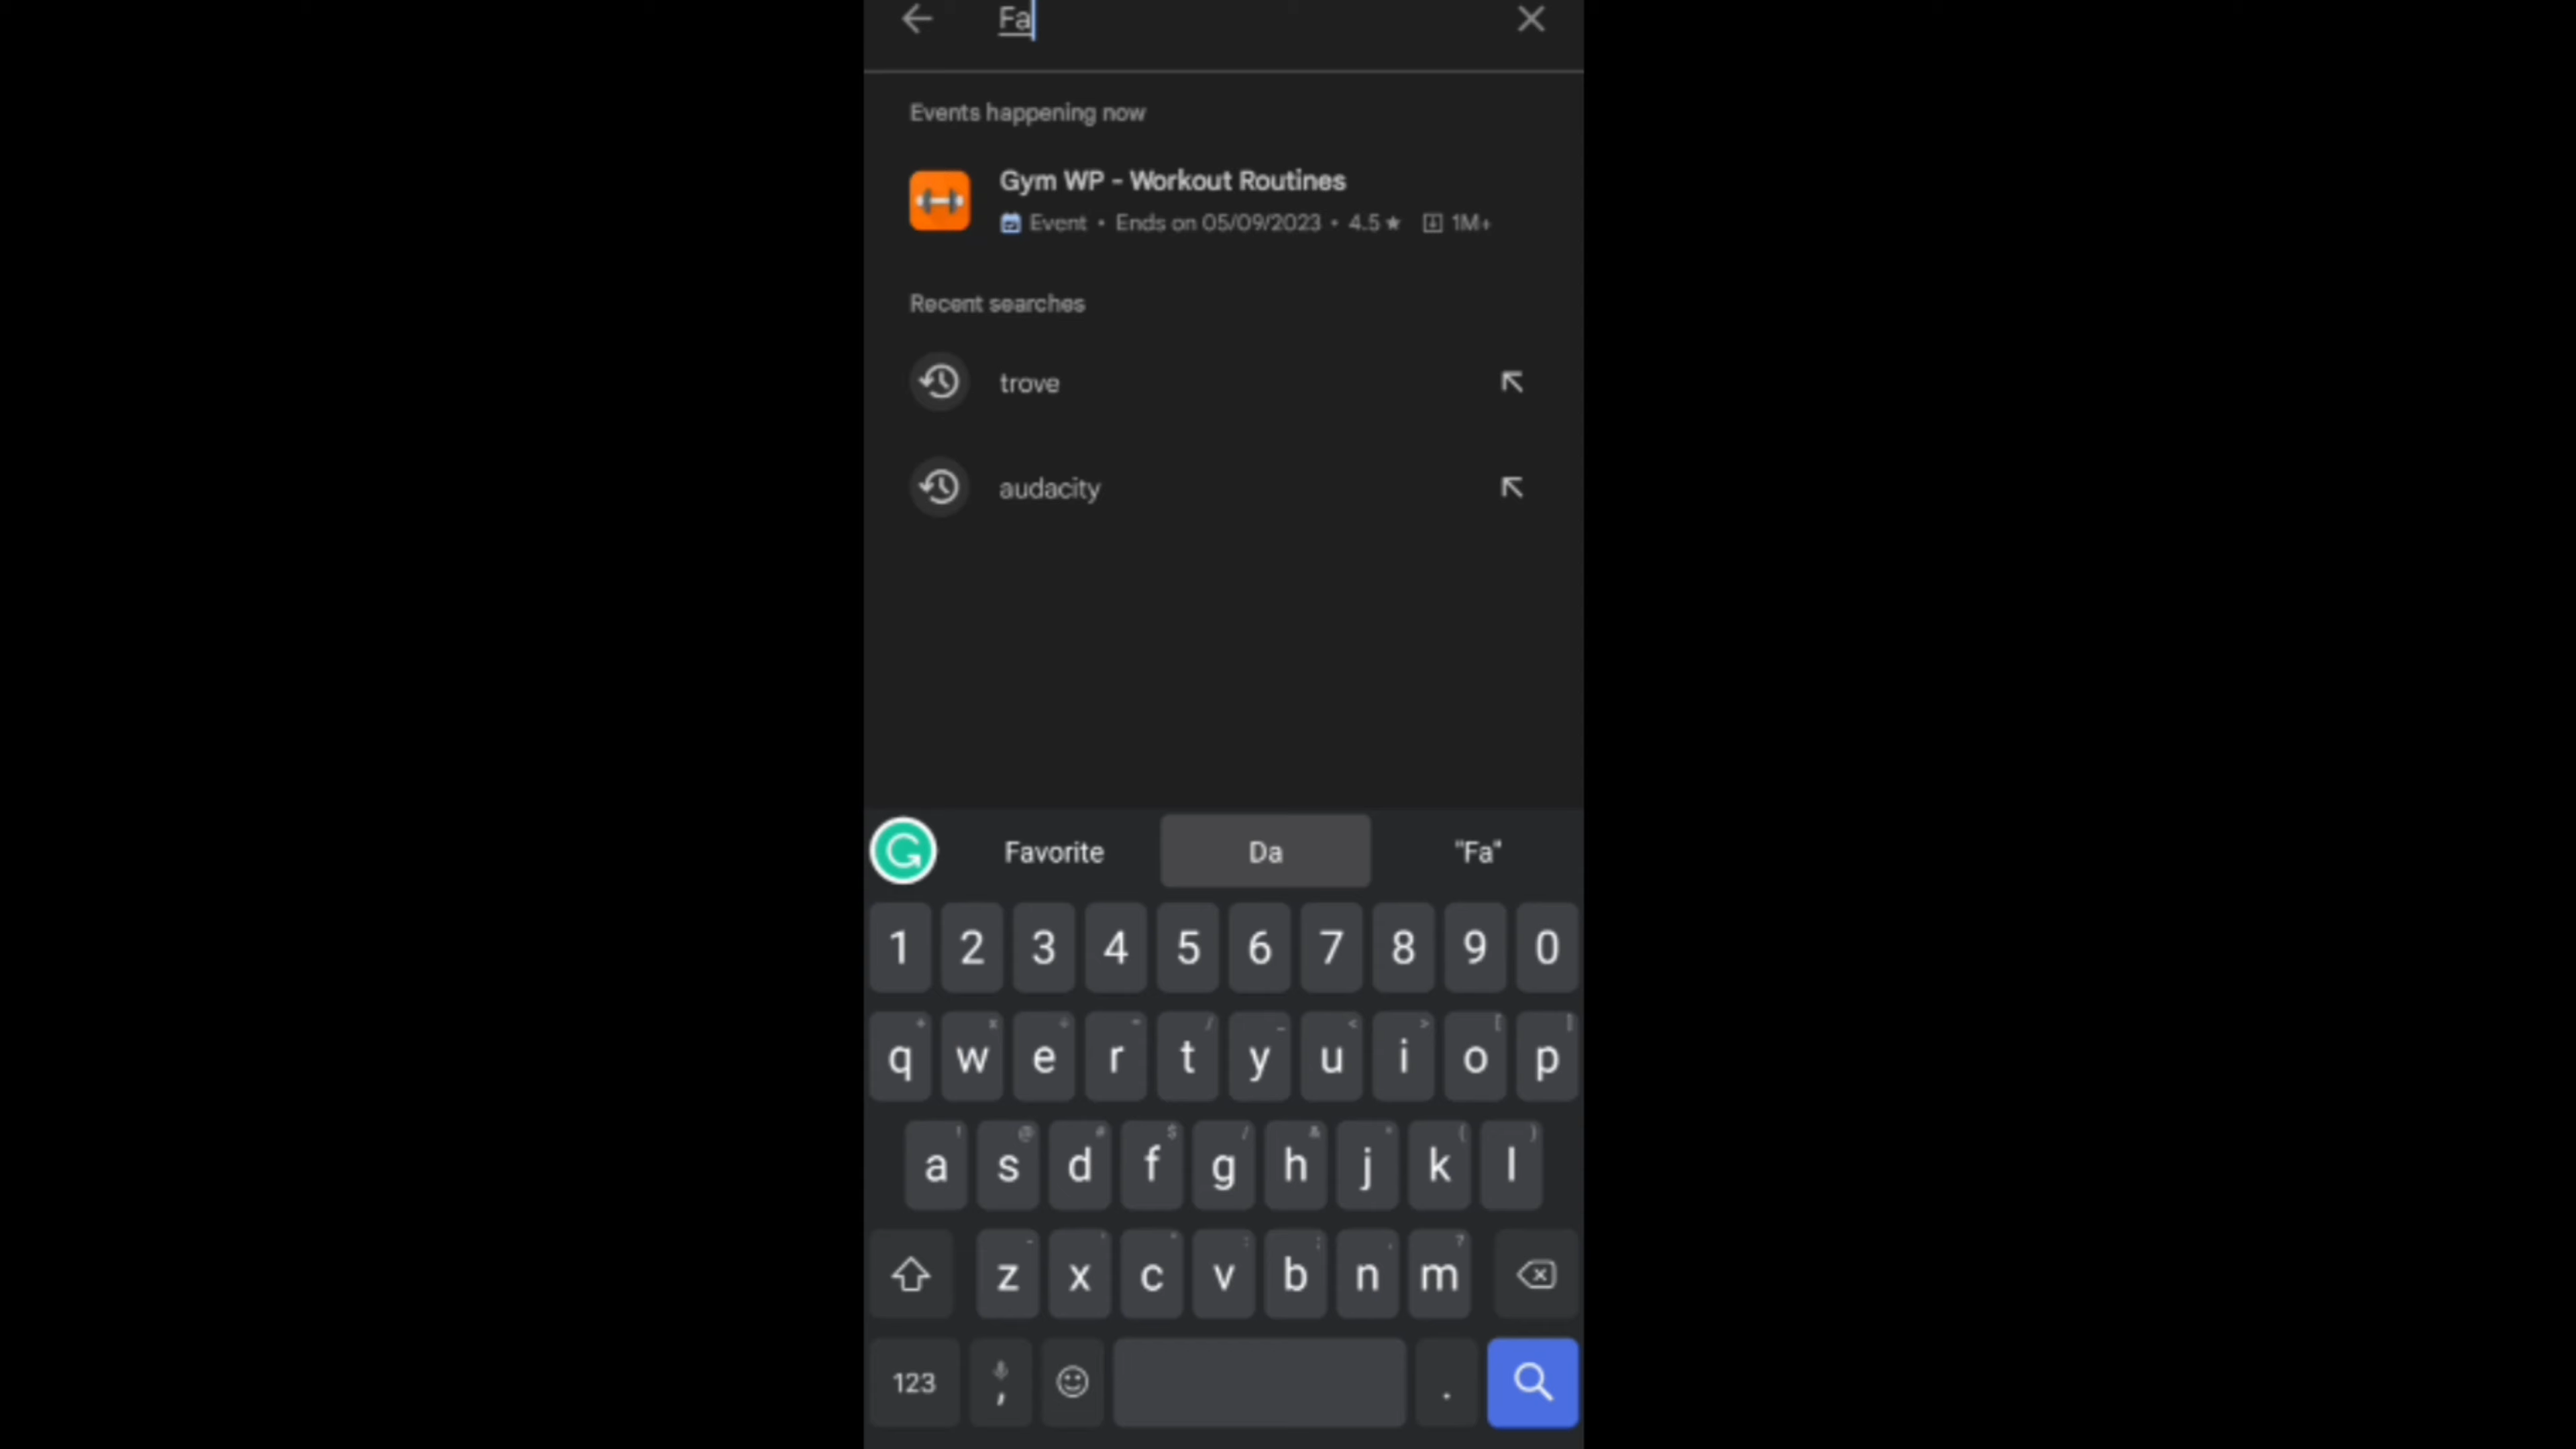 Fa
Events happening now
Gym WP - Workout Routines
Event • Ends on 05/09/2023 • 4.5 ★ 1M+
Recent searches
trove
audacity
Favorite Da "Fa"
1 2 3 4 5 6 7 8 9 0
q w e r t y u i o p
a s d f g h j k l
z x c v b n m
123 , .